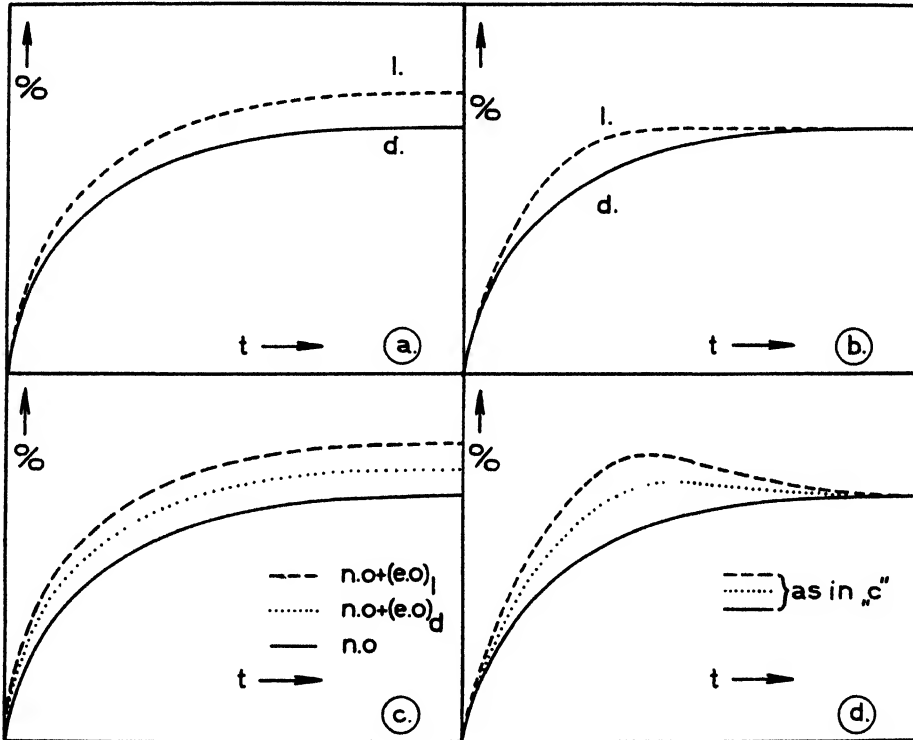 %
l.
d.
t
a.
%
l.
d.
t
b.
%
n.o+(e.o)l
n.o+(e.o)d
n.o
t
c.
%
as in „c”
t
d.